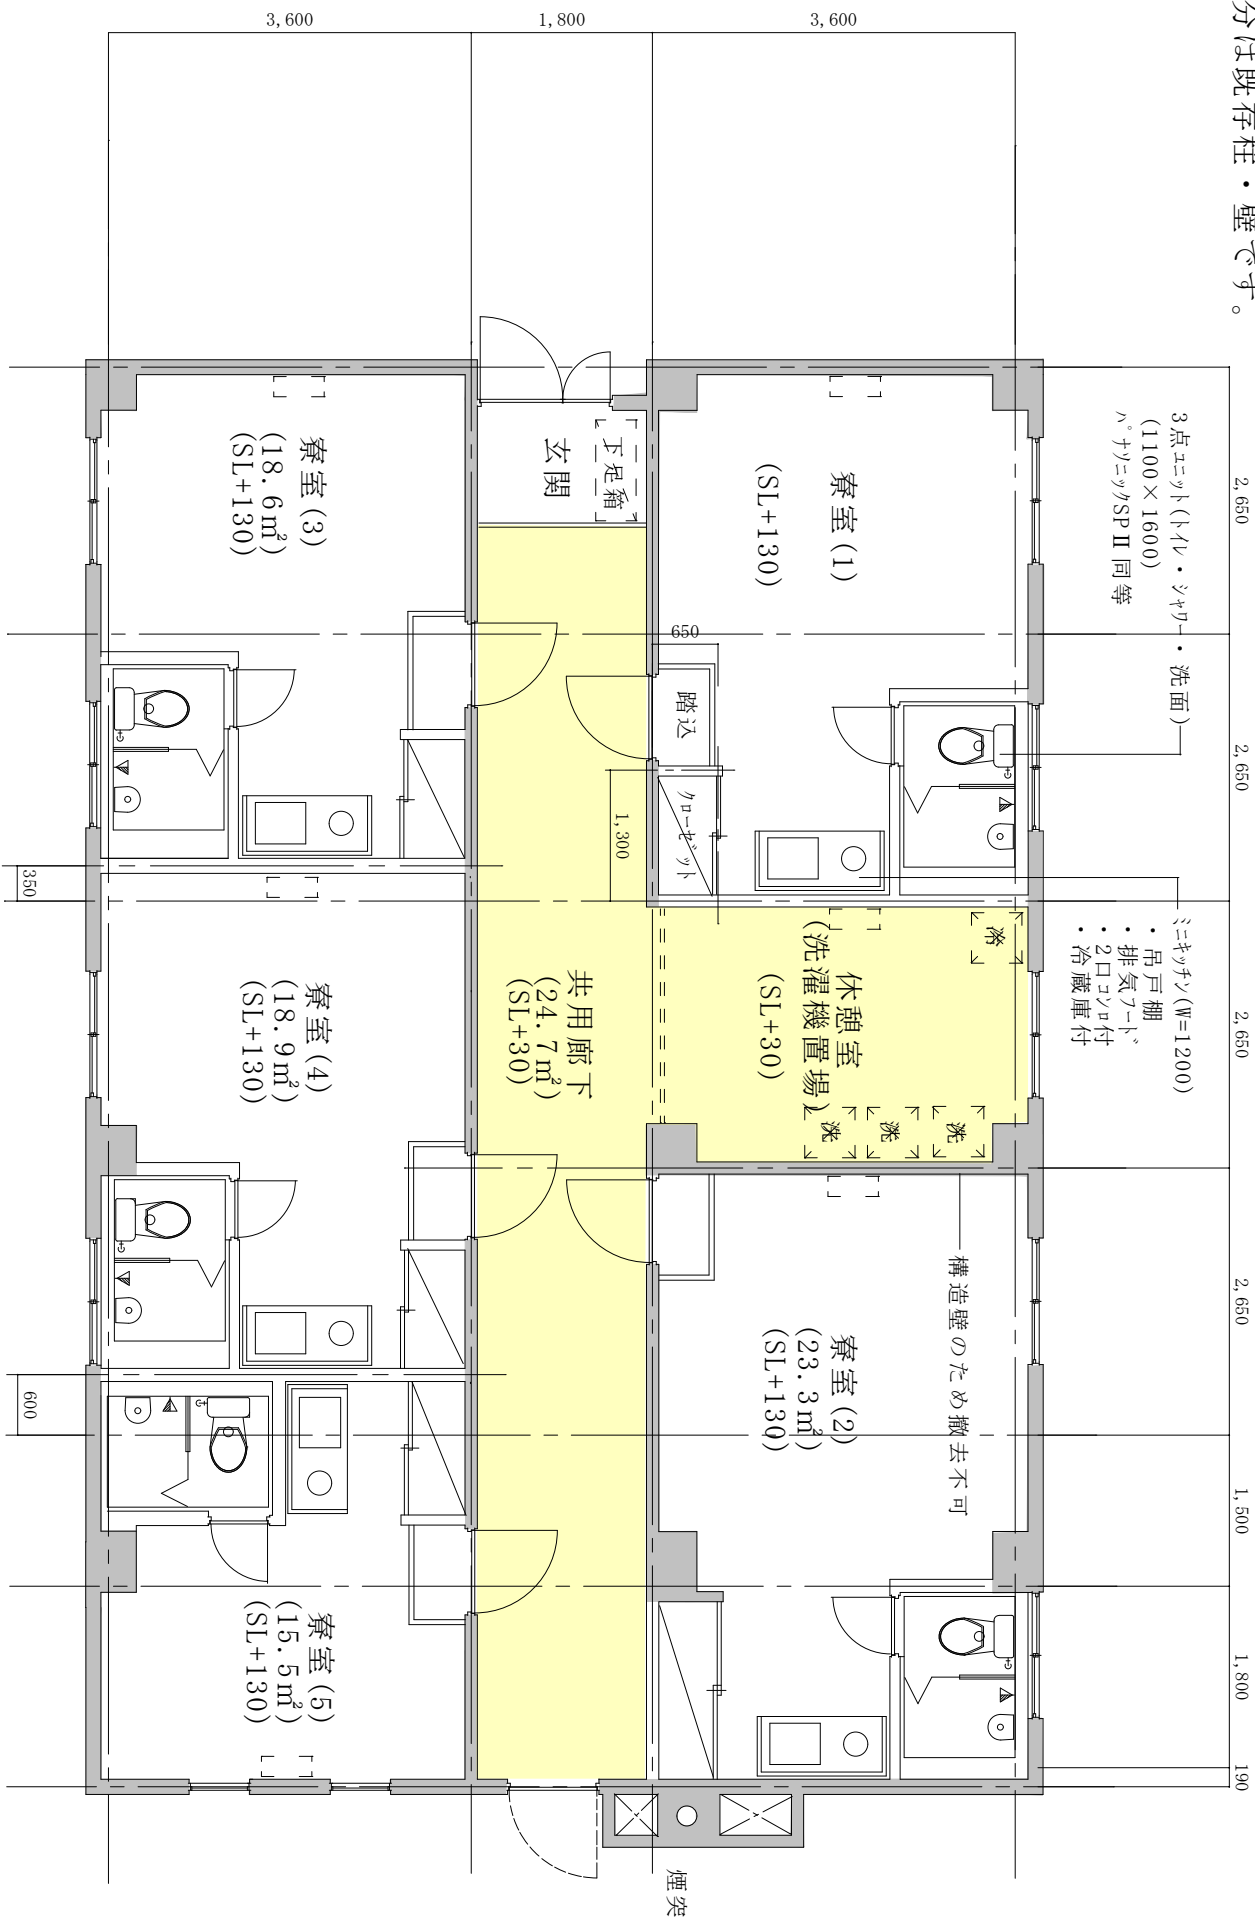 分は既存柱・壁です。
3点ユニット(トイレ・シャワー・洗面)
(1100×1600)
パナソニックSPⅡ 同等
ミニキッチン(W=1200)
・吊戸棚
・排気フード
・2口コンロ付
・冷蔵庫付
2,650
2,650
2,650
2,650
1,500
1,800
190
3,600
1,800
3,600
寮室(1)
(SL+130)
650
踏込
クローゼット
1,300
冷
休憩室
(洗濯機置場)
(SL+30)
洗
洗
洗
構造壁のため撤去不可
寮室(2)
(23.3㎡)
(SL+130)
下足箱
玄関
共用廊下
(24.7㎡)
(SL+30)
煙突
寮室(3)
(18.6㎡)
(SL+130)
寮室(4)
(18.9㎡)
(SL+130)
寮室(5)
(15.5㎡)
(SL+130)
350
600